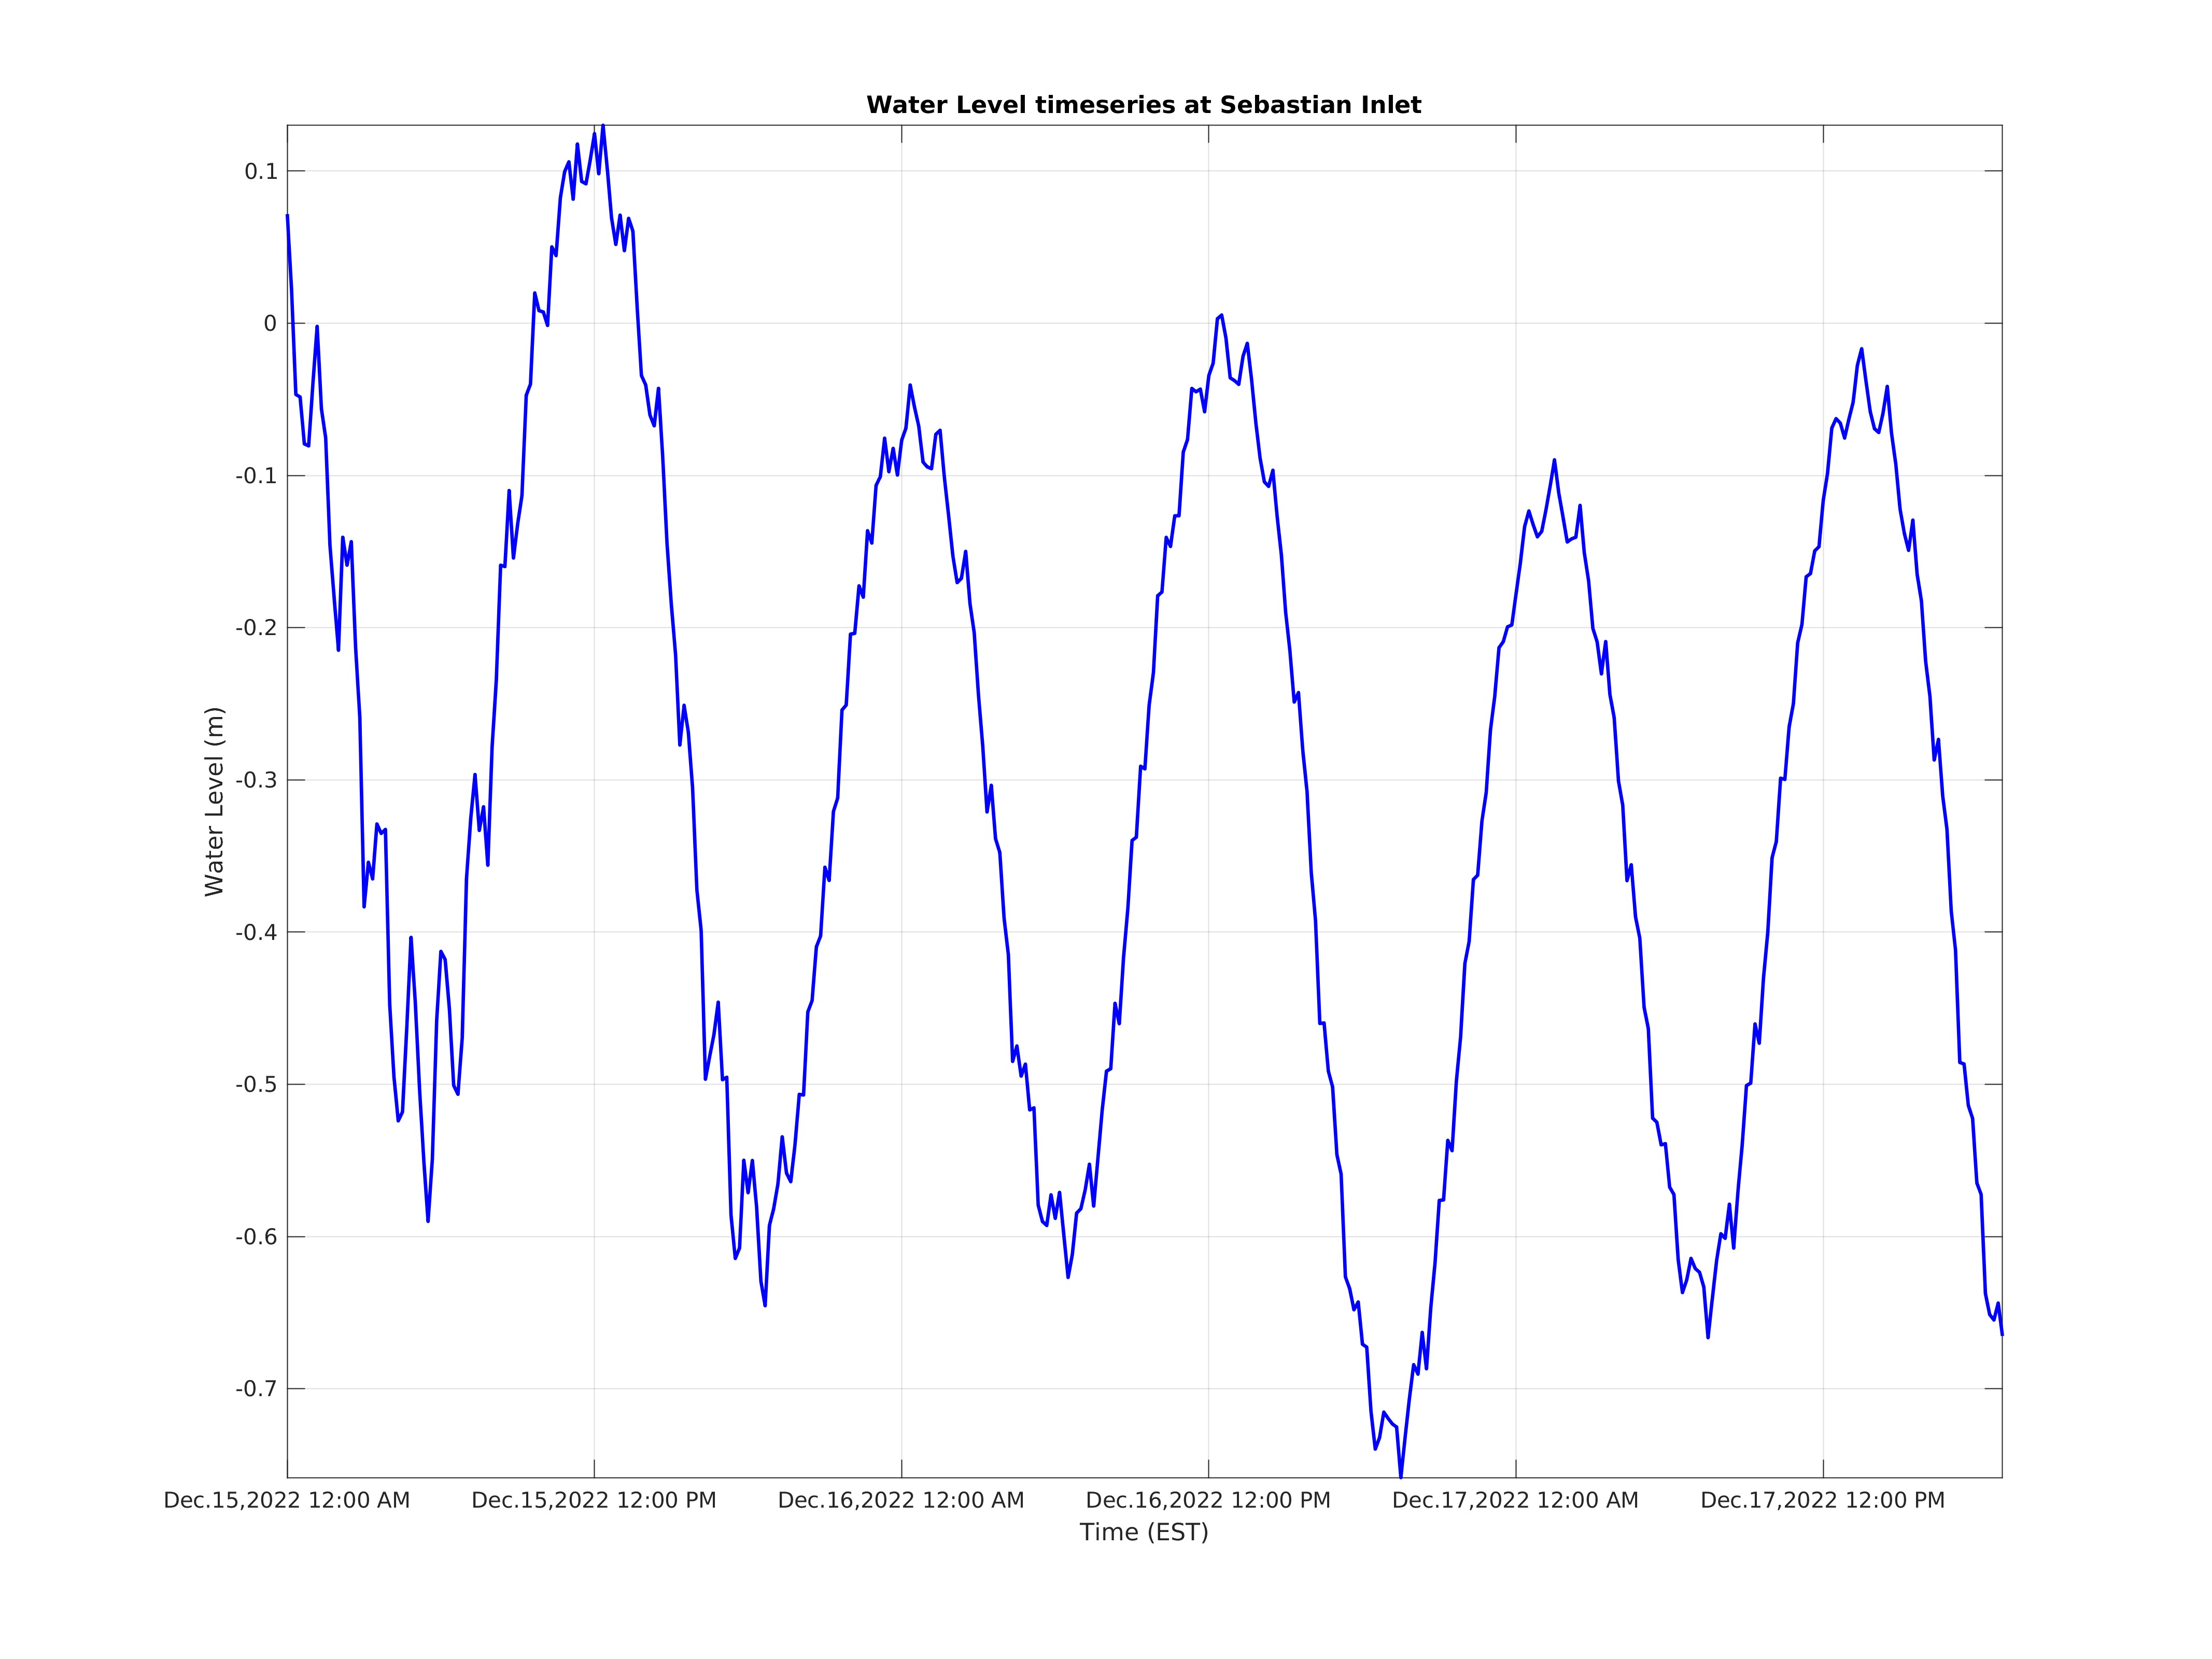 Water Level timeseries at Sebastian Inlet
0.1
0
-0.1
-0.2
-0.3
-0.4
-0.5
-0.6
-0.7
Water Level (m)
Dec.15,2022 12:00 AM
Dec.15,2022 12:00 PM
Dec.16,2022 12:00 AM
Dec.16,2022 12:00 PM
Dec.17,2022 12:00 AM
Dec.17,2022 12:00 PM
Time (EST)